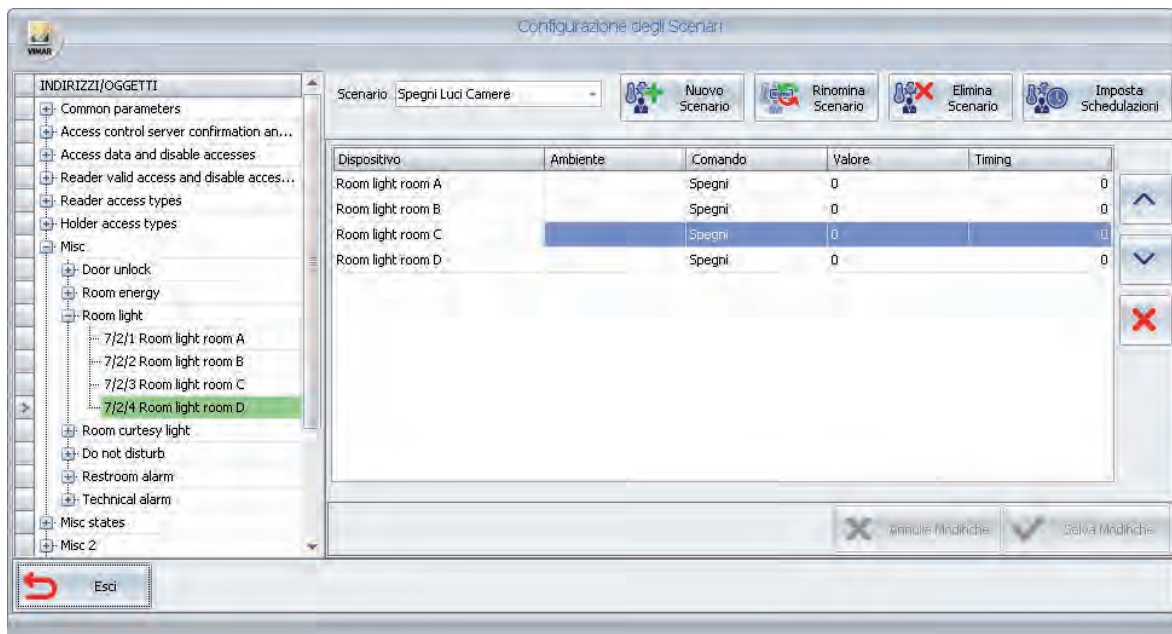 Configurazione degli Scenari
VIMAR
INDIRIZZI/OGGETTI
Common parameters
Access control server confirmation an...
Access data and disable accesses
Reader valid access and disable acces...
Reader access types
Holder access types
Misc
Door unlock
Room energy
Room light
7/2/1 Room light room A
7/2/2 Room light room B
7/2/3 Room light room C
7/2/4 Room light room D
Room curtesy light
Do not disturb
Restroom alarm
Technical alarm
Misc states
Misc 2
Scenario Spegni Luci Camere
Nuovo
Scenario
Rinomina
Scenario
Elimina
Scenario
Imposta
Schedulazioni
Dispositivo Ambiente Comando Valore Timing
Room light room A Spegni 0 0
Room light room B Spegni 0 0
Room light room C Spegni 0 0
Room light room D Spegni 0 0
Annulla Modifiche Salva Modifiche
Esci